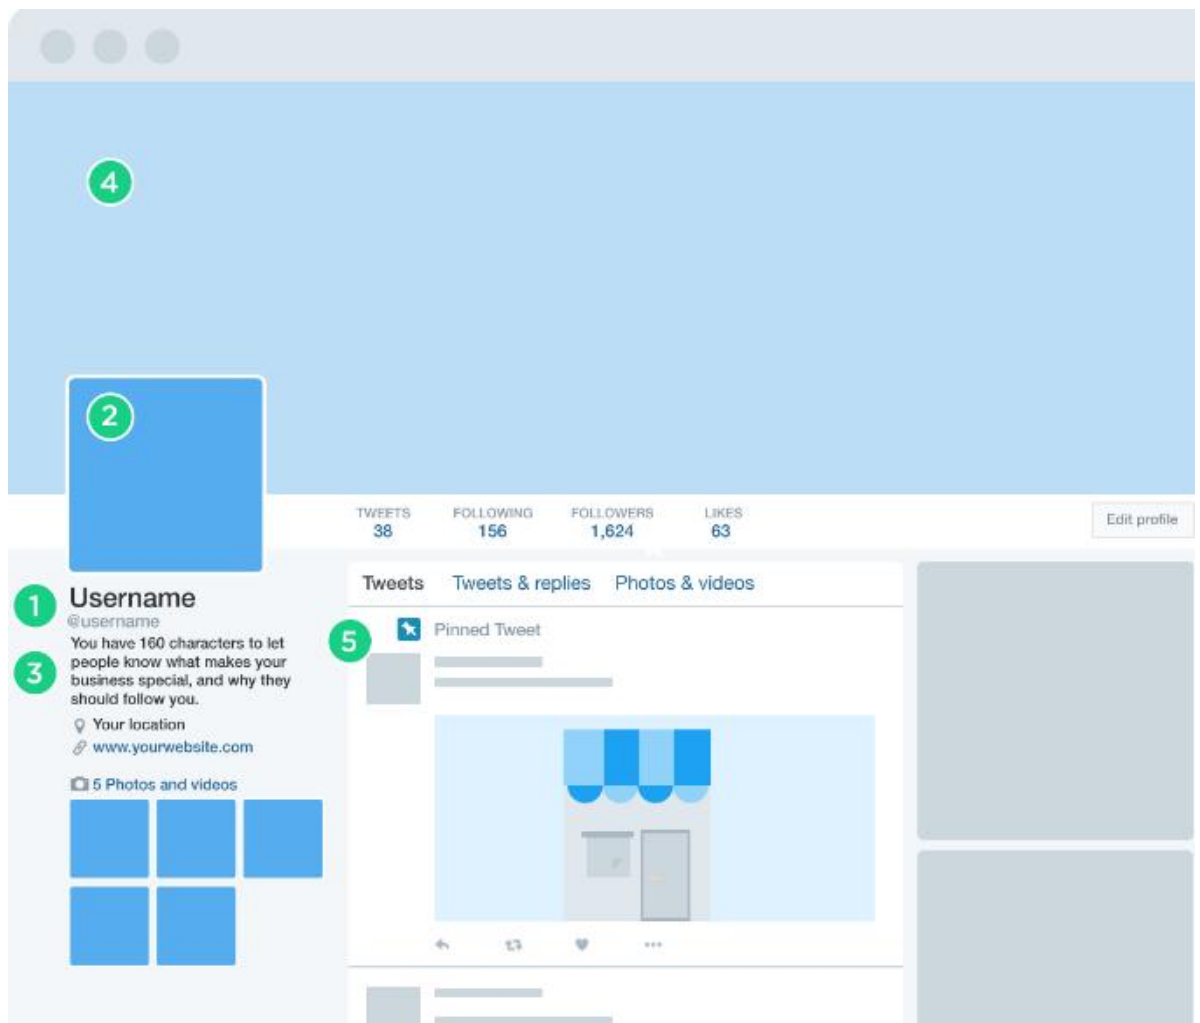 4
2
TWEETS FOLLOWING FOLLOWERS LIKES
38 156 1,624 63
Edit profile
1
Username
@username
3
You have 160 characters to let
people know what makes your
business special, and why they
should follow you.
Your location
www.yourwebsite.com
5 Photos and videos
Tweets Tweets & replies Photos & videos
5
Pinned Tweet